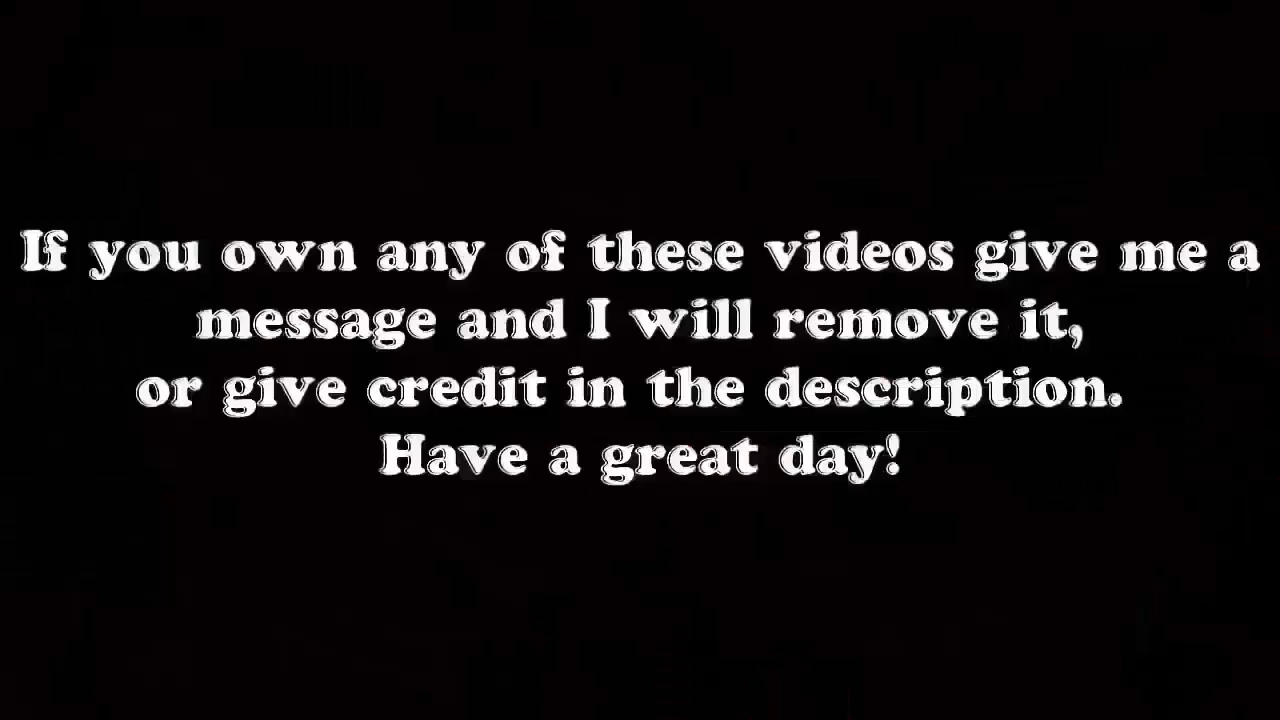 If you own any of these videos give me a
message and I will remove it,
or give credit in the description.
Have a great day!